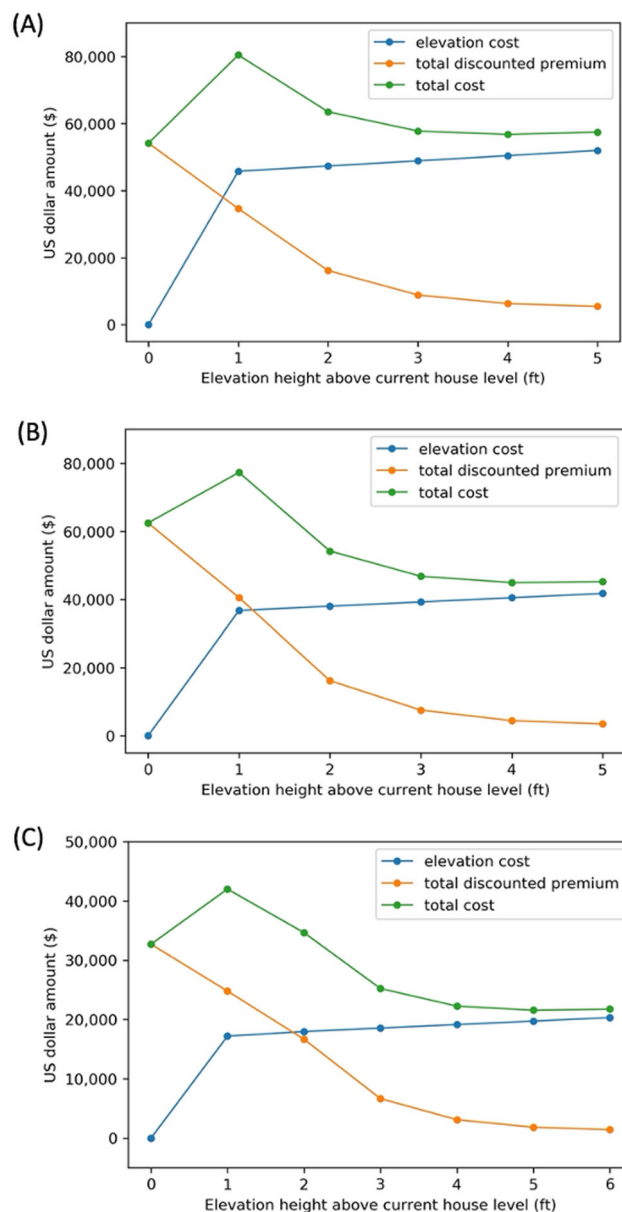 (A)
elevation cost
total discounted premium
total cost
80,000
60,000
40,000
20,000
0
US dollar amount ($)
0 1 2 3 4 5
Elevation height above current house level (ft)
(B)
elevation cost
total discounted premium
total cost
80,000
60,000
40,000
20,000
0
US dollar amount ($)
0 1 2 3 4 5
Elevation height above current house level (ft)
(C)
elevation cost
total discounted premium
total cost
50,000
40,000
30,000
20,000
10,000
0
US dollar amount ($)
0 1 2 3 4 5 6
Elevation height above current house level (ft)